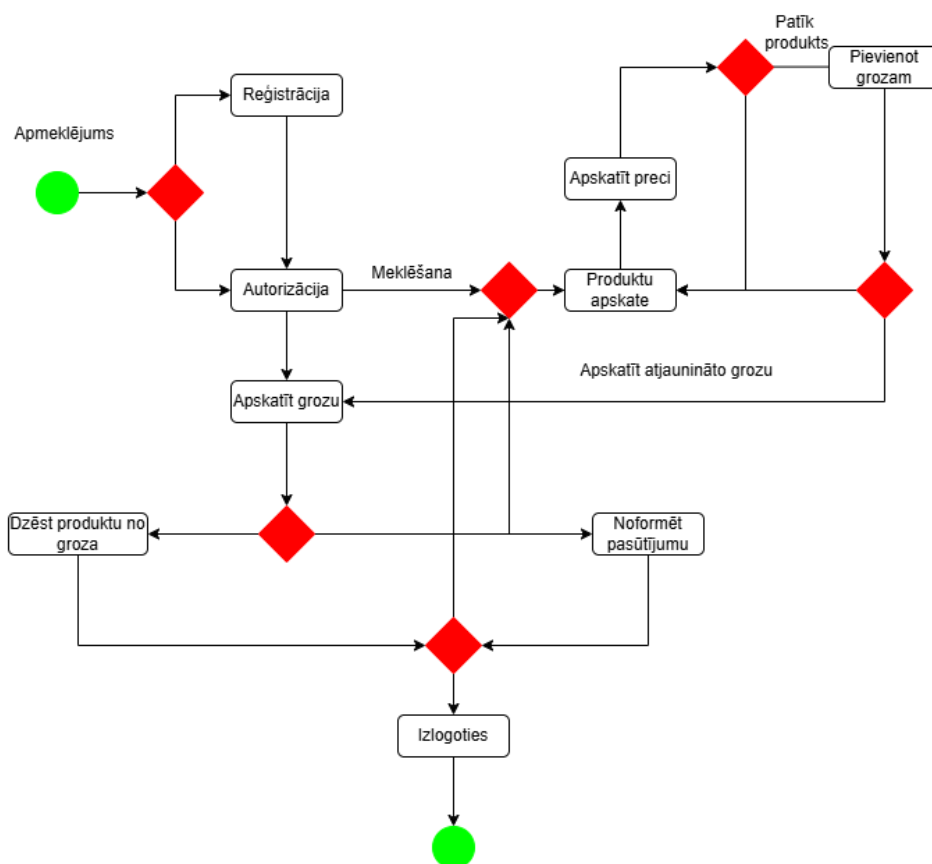 Patīk
produkts
Pievienot
grozam
Reģistrācija
Apmeklējums
Apskatīt preci
Autorizācija
Meklēšana
Produktu
apskate
Apskatīt grozu
Apskatīt atjaunināto grozu
Dzēst produktu no
groza
Noformēt
pasūtījumu
Izlogoties